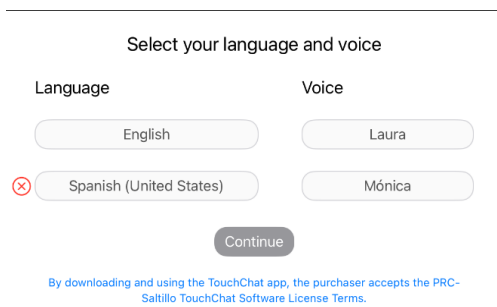 Select your language and voice
Language Voice
English Laura
Spanish (United States) Mónica
Continue
By downloading and using the TouchChat app, the purchaser accepts the PRC-
Saltillo TouchChat Software License Terms.